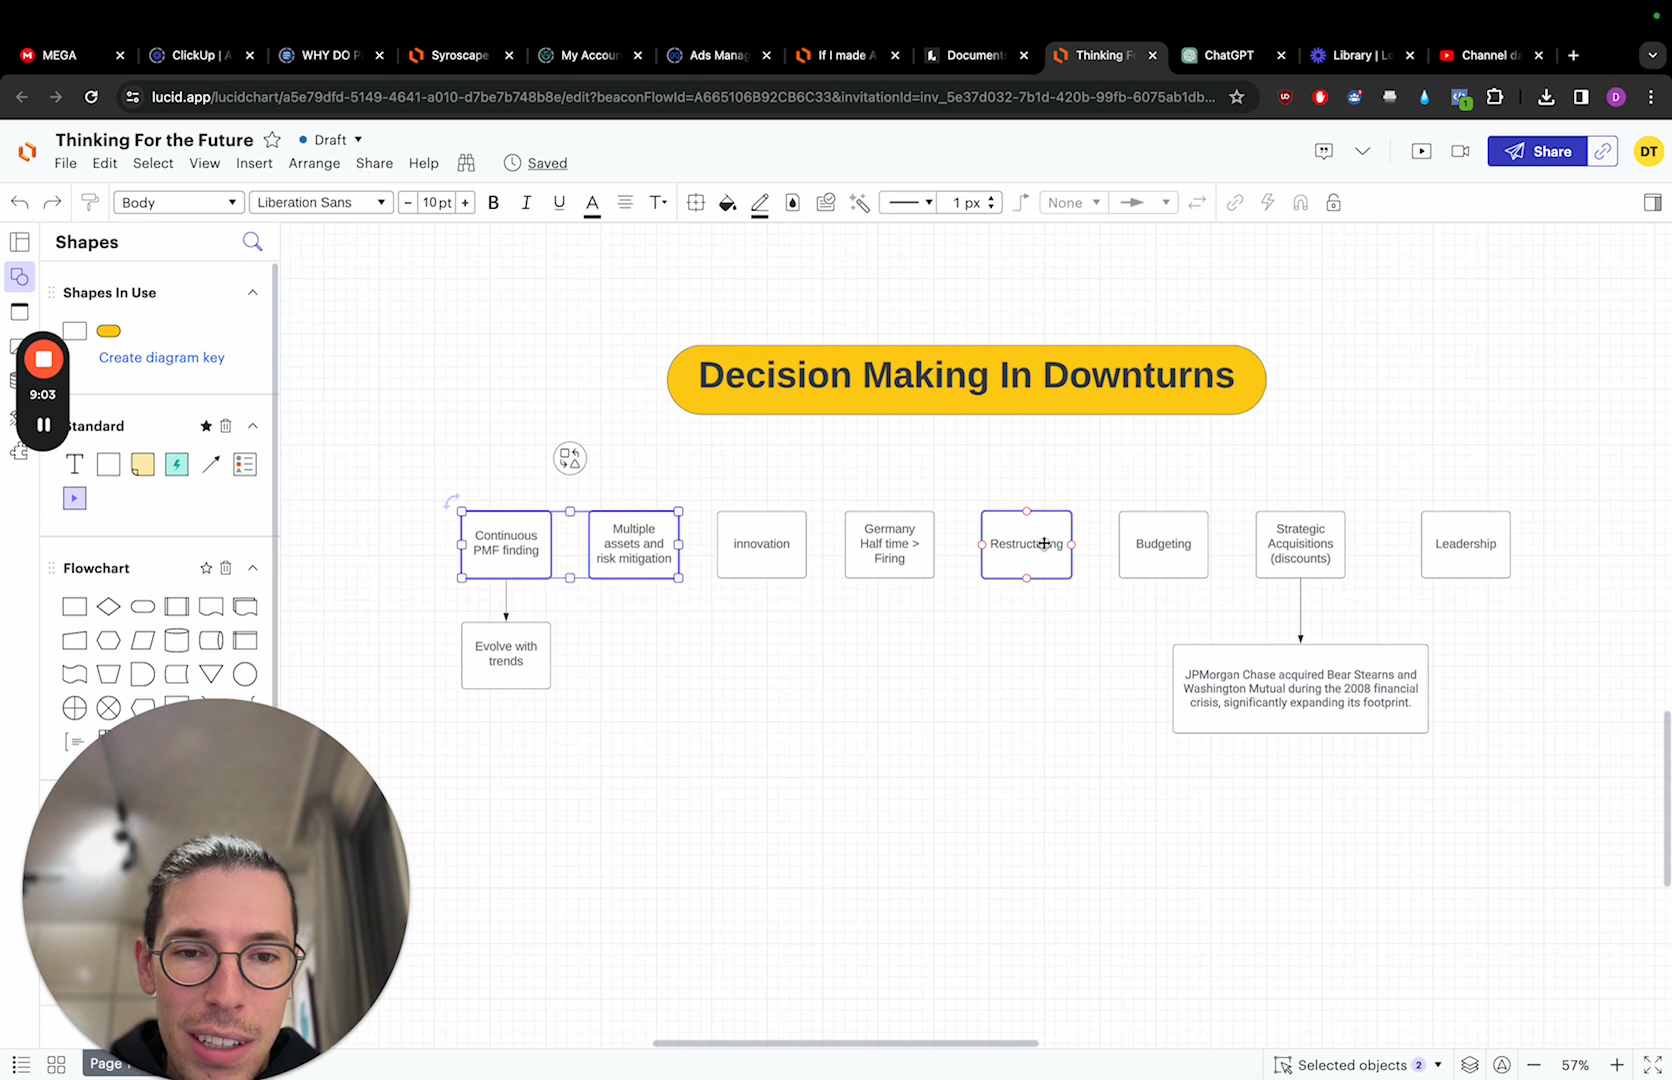 MEGA
ClickUp | A
WHY DO P
Syroscape
My Accoun
Ads Manag
If I made A
Document
Thinking F
ChatGPT
Library | Lo
Channel da
lucid.app/lucidchart/a5e79dfd-5149-4641-a010-d7be7b748b8e/edit?beaconFlowId=A665106B92CB6C33&invitationId=inv_5e37d032-7b1d-420b-99fb-6075ab1db...
1
D
Thinking For the Future
Draft
File Edit Select View Insert Arrange Share Help
Saved
Share
DT
Body
Liberation Sans
10 pt
B I U A T
1 px
None
Shapes
Shapes In Use
Create diagram key
9:03
Standard
T
Flowchart
Decision Making In Downturns
Continuous
PMF finding
Multiple
assets and
risk mitigation
innovation
Germany
Half time >
Firing
Restructuring
Budgeting
Strategic
Acquisitions
(discounts)
Leadership
Evolve with
trends
JPMorgan Chase acquired Bear Stearns and
Washington Mutual during the 2008 financial
crisis, significantly expanding its footprint.
Page
Selected objects 2
57%